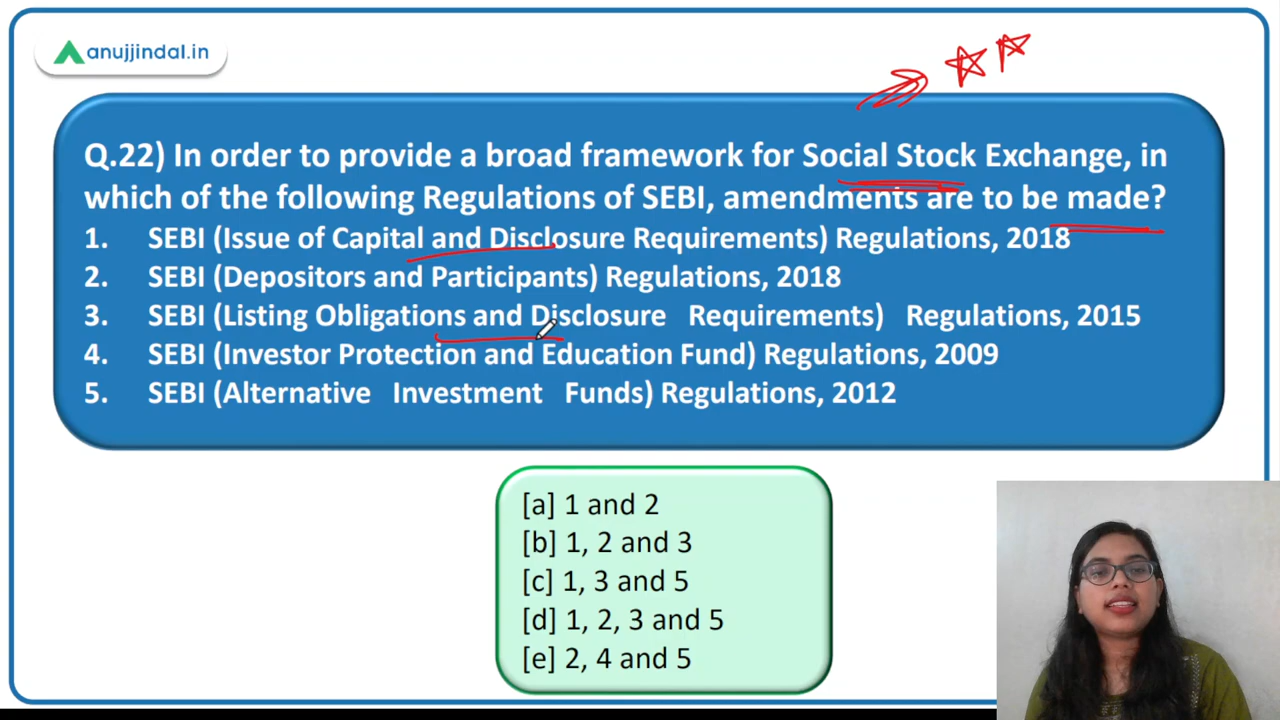 anujjindal.in
Q.22) In order to provide a broad framework for Social Stock Exchange, in
which of the following Regulations of SEBI, amendments are to be made?
1. SEBI (Issue of Capital and Disclosure Requirements) Regulations, 2018
2. SEBI (Depositors and Participants) Regulations, 2018
3. SEBI (Listing Obligations and Disclosure Requirements) Regulations, 2015
4. SEBI (Investor Protection and Education Fund) Regulations, 2009
5. SEBI (Alternative Investment Funds) Regulations, 2012
[a] 1 and 2
[b] 1, 2 and 3
[c] 1, 3 and 5
[d] 1, 2, 3 and 5
[e] 2, 4 and 5